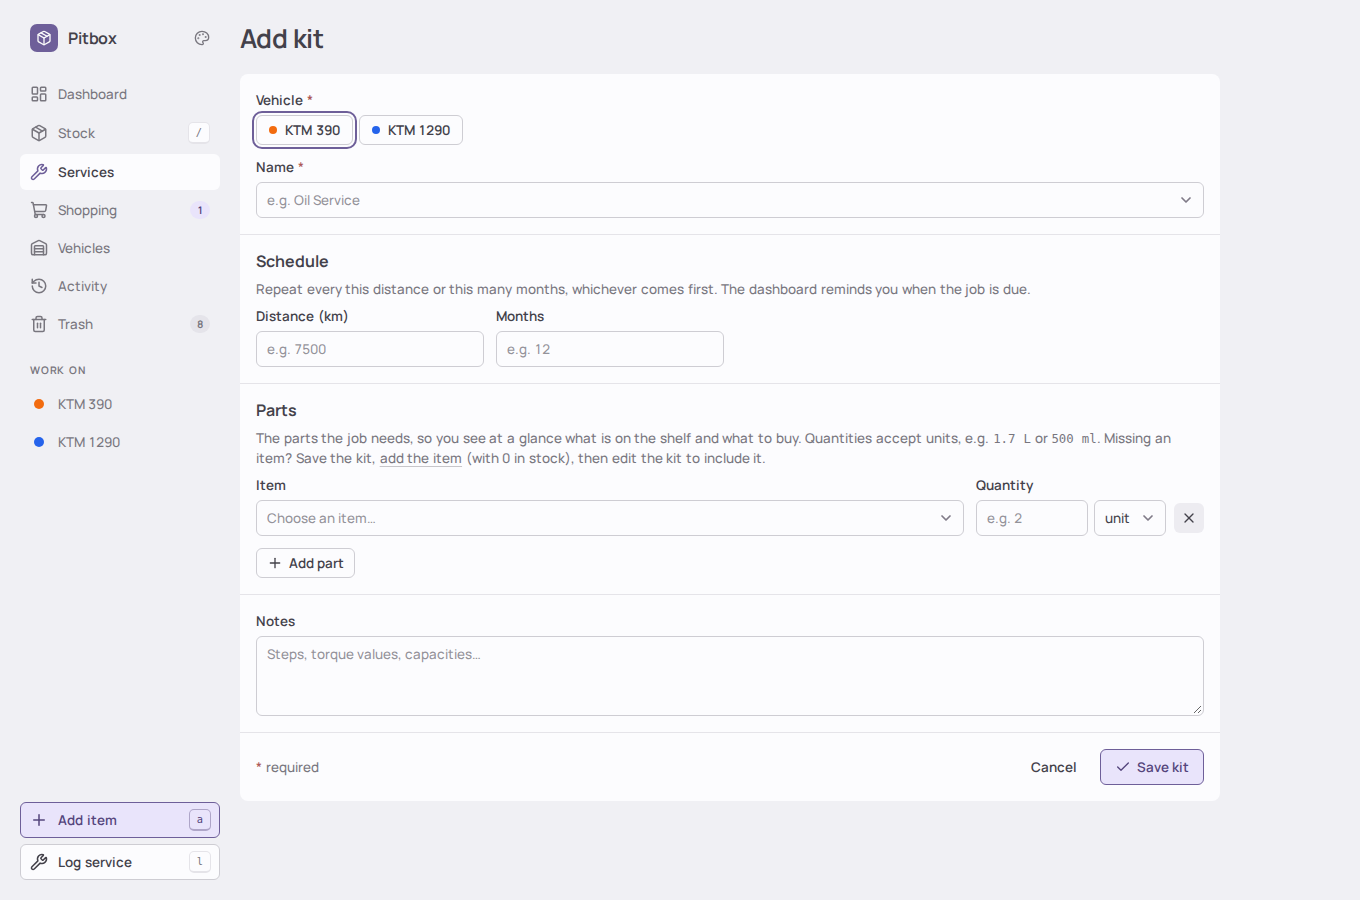 Pitbox
Dashboard
Stock /
Services
Shopping 1
Vehicles
Activity
Trash 8
WORK ON
KTM 390
KTM 1290
Add item a
Log service l
Add kit
Vehicle *
KTM 390 KTM 1290
Name *
e.g. Oil Service
Schedule
Repeat every this distance or this many months, whichever comes first. The dashboard reminds you when the job is due.
Distance (km) Months
e.g. 7500 e.g. 12
Parts
The parts the job needs, so you see at a glance what is on the shelf and what to buy. Quantities accept units, e.g. 1.7 L or 500 ml. Missing an
item? Save the kit, add the item (with 0 in stock), then edit the kit to include it.
Item Quantity
Choose an item... e.g. 2 unit
Add part
Notes
Steps, torque values, capacities...
* required Cancel Save kit